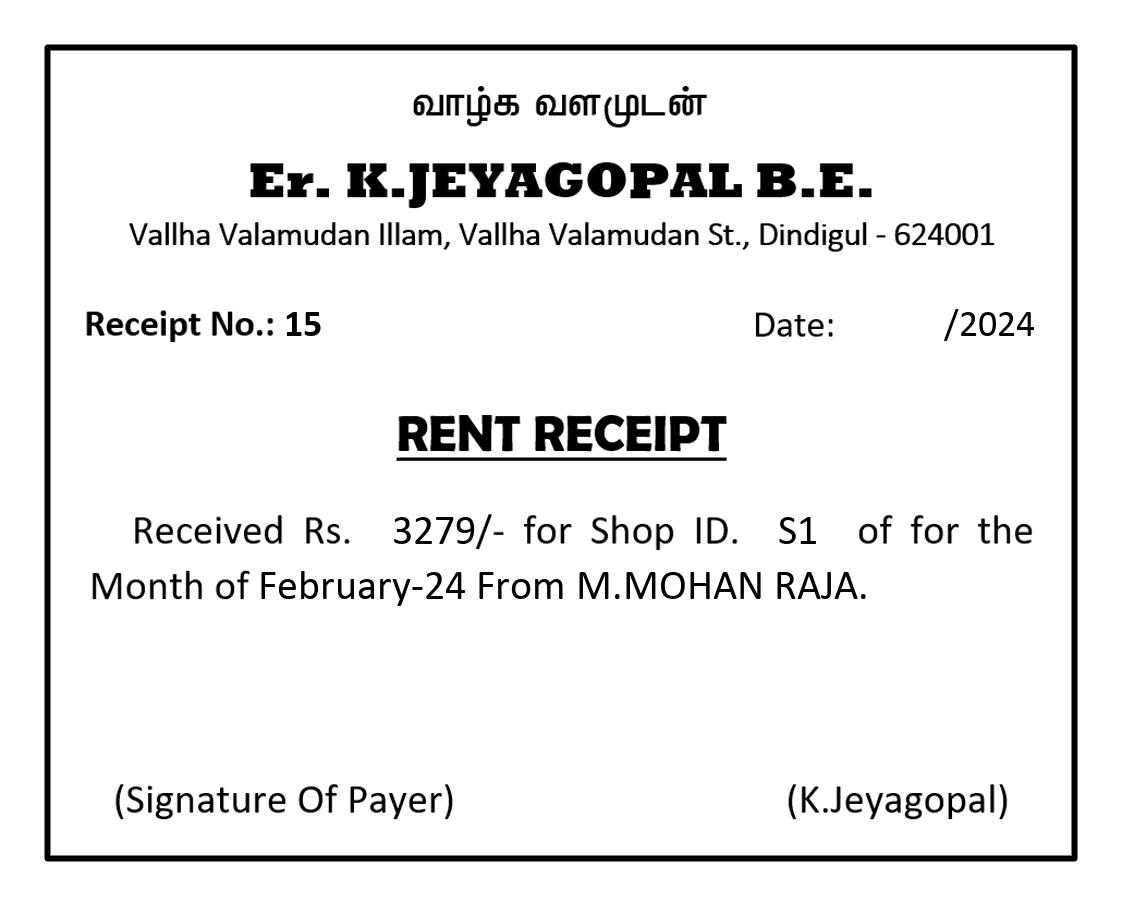 வாழ்க வளமுடன்
Er. K.JEYAGOPAL B.E.
Vallha Valamudan Illam, Vallha Valamudan St., Dindigul - 624001
Receipt No.: 15 Date: /2024
RENT RECEIPT
Received Rs. 3279/- for Shop ID. S1 of for the
Month of February-24 From M.MOHAN RAJA.
(Signature Of Payer) (K.Jeyagopal)